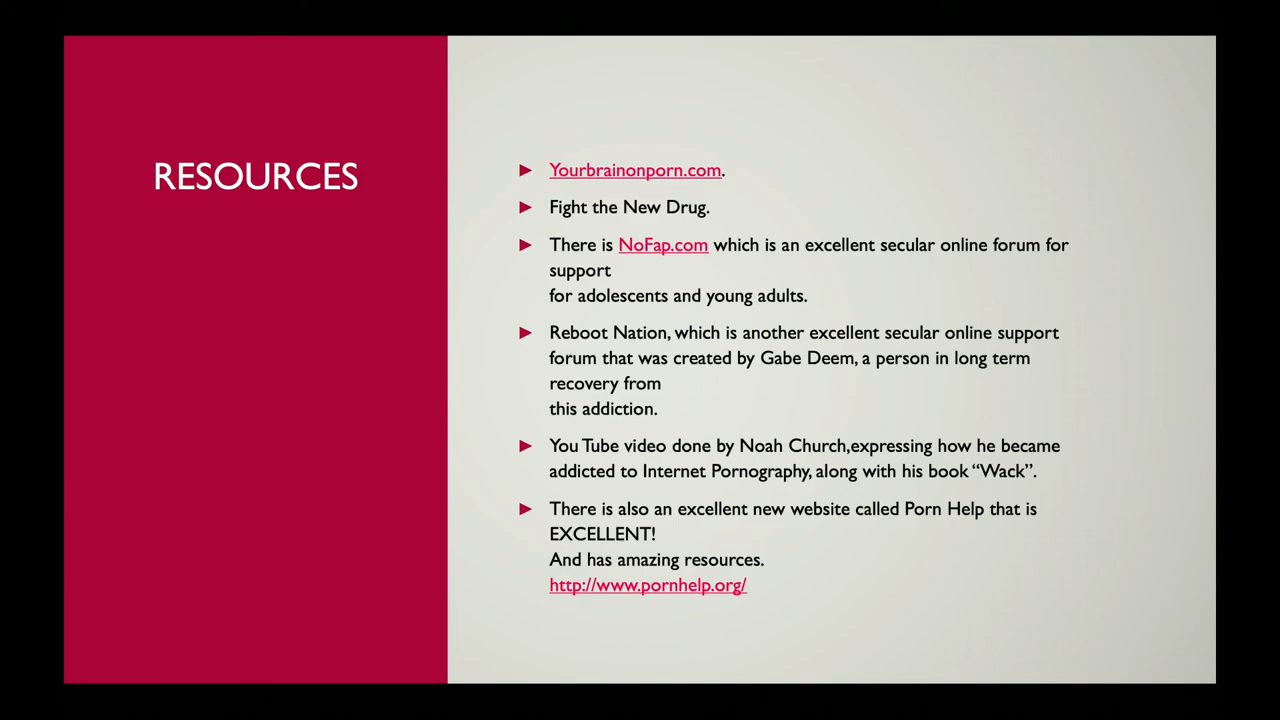 RESOURCES
► Yourbrainonporn.com.
► Fight the New Drug.
► There is NoFap.com which is an excellent secular online forum for
support
for adolescents and young adults.
► Reboot Nation, which is another excellent secular online support
forum that was created by Gabe Deem, a person in long term
recovery from
this addiction.
► You Tube video done by Noah Church,expressing how he became
addicted to Internet Pornography, along with his book “Wack”.
► There is also an excellent new website called Porn Help that is
EXCELLENT!
And has amazing resources.
http://www.pornhelp.org/